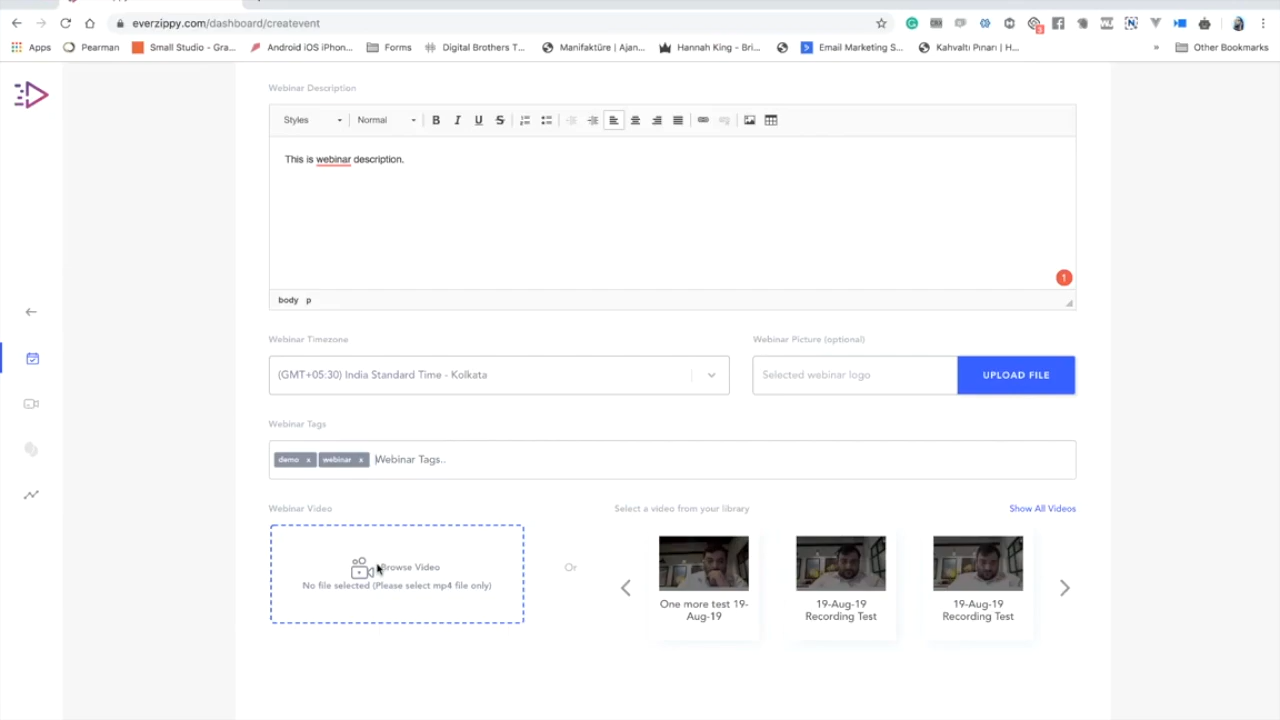 everzippy.com/dashboard/createvent
3
Apps Pearman Small Studio - Gra... Android iOS iPhon... Forms Digital Brothers T... Manifaktüre | Ajan... Hannah King - Bri... Email Marketing S... Kahvaltı Pınarı | H... » Other Bookmarks
Webinar Description
Styles Normal B I U S
This is webinar description.
1
body p
Webinar Timezone Webinar Picture (optional)
(GMT+05:30) India Standard Time - Kolkata Selected webinar logo UPLOAD FILE
Webinar Tags
demo x webinar x Webinar Tags..
Webinar Video Select a video from your library Show All Videos
Browse Video Or
No file selected (Please select mp4 file only)
One more test 19-
Aug-19
19-Aug-19
Recording Test
19-Aug-19
Recording Test